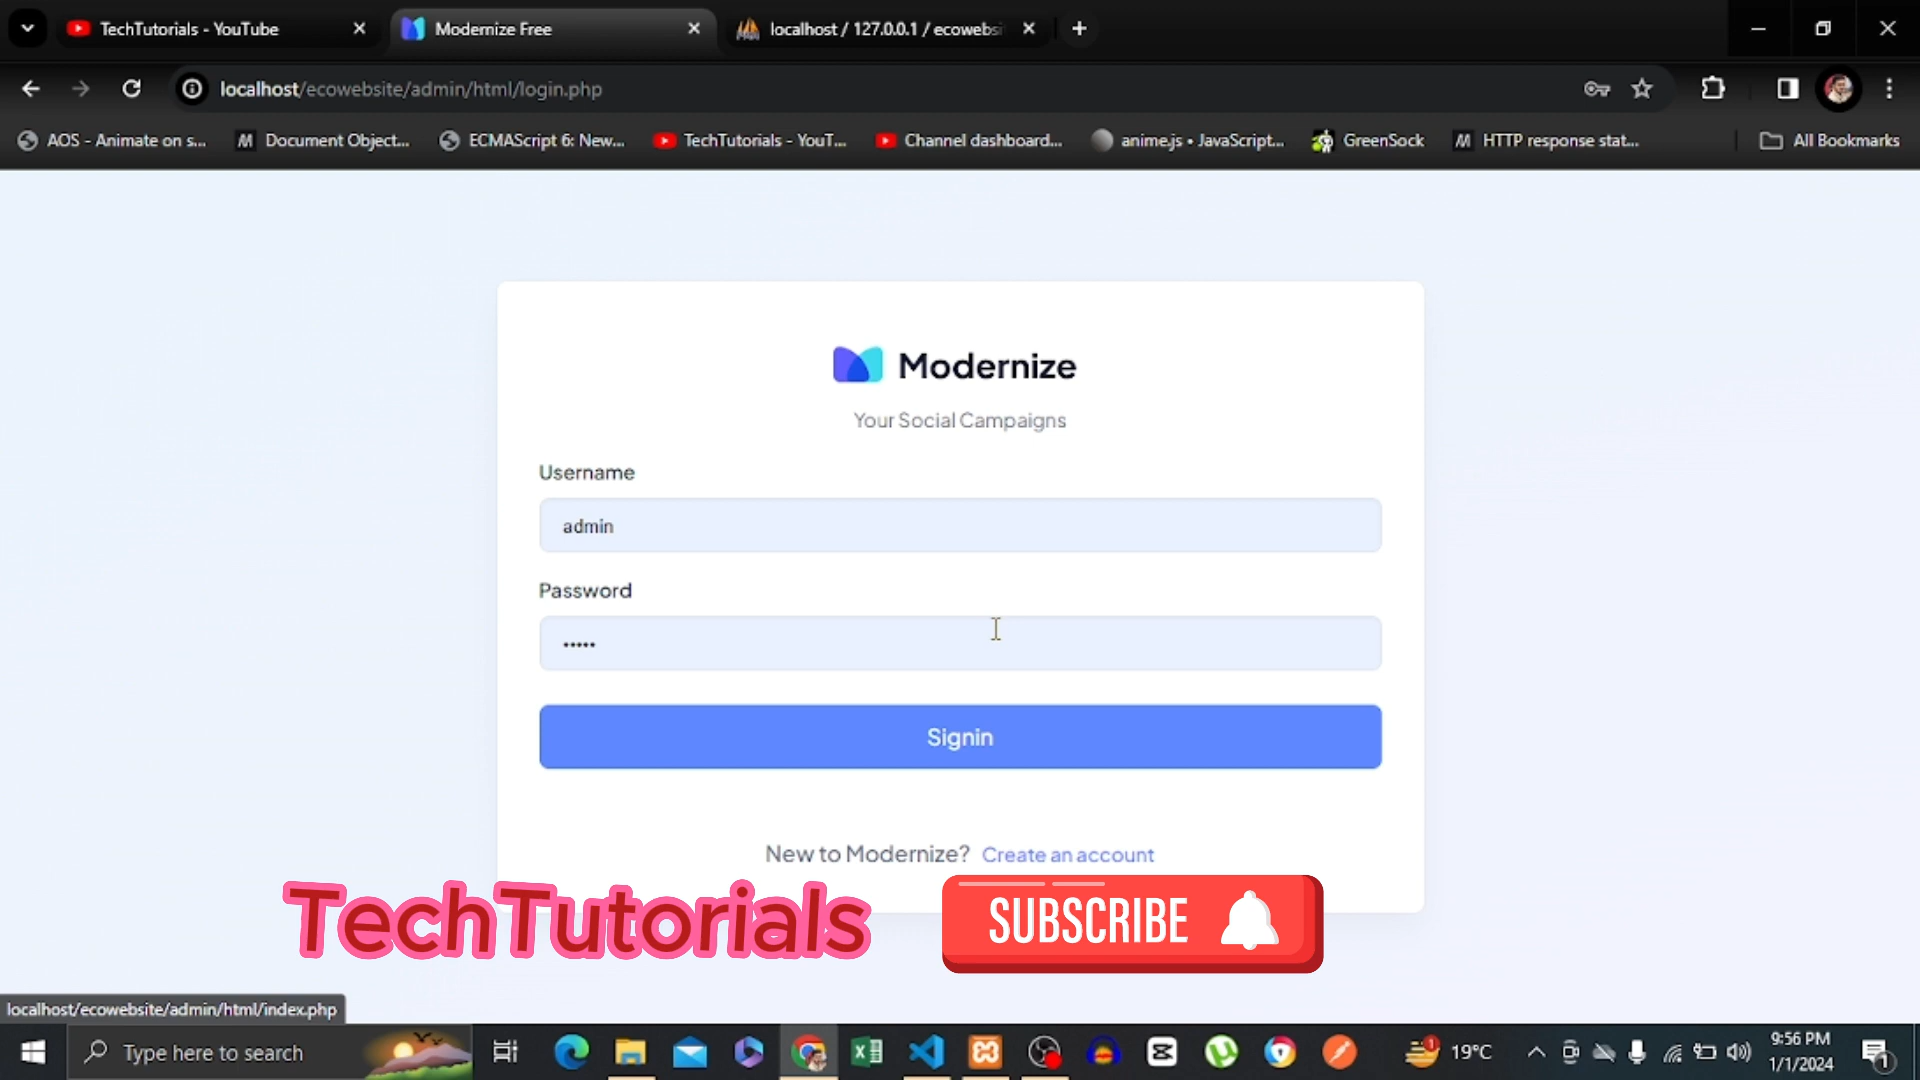 TechTutorials - YouTube
Modernize Free
localhost / 127.0.0.1 / ecowebsi
localhost/ecowebsite/admin/html/login.php
AOS - Animate on s...
Document Object...
ECMAScript 6: New...
TechTutorials - YouT...
Channel dashboard...
anime.js • JavaScript...
GreenSock
HTTP response stat...
All Bookmarks
Modernize
Your Social Campaigns
Username
admin
Password
•••••
Signin
New to Modernize? Create an account
TechTutorials
SUBSCRIBE
localhost/ecowebsite/admin/html/index.php
Type here to search
19°C
9:56 PM
1/1/2024